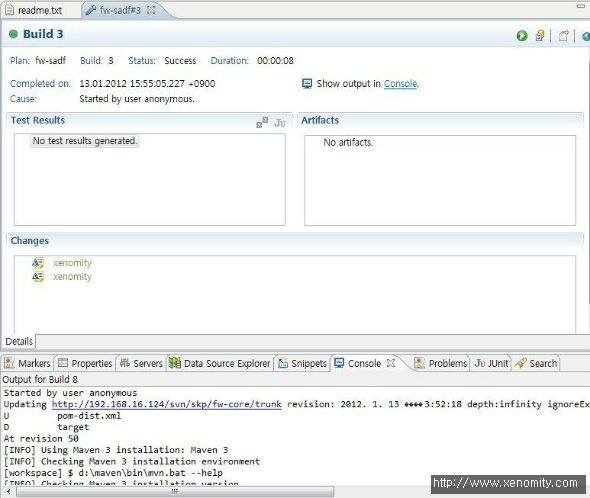 readme.txt fw-sadf#3
Build 3
Plan: fw-sadf Build: 3 Status: Success Duration: 00:00:08
Completed on: 13.01.2012 15:55:05.227 +0900 Show output in Console.
Cause: Started by user anonymous.
Test Results Artifacts
No test results generated. No artifacts.
Changes
xenomity
xenomity
Details
Markers Properties Servers Data Source Explorer Snippets Console Problems JUnit Search
Output for Build 8
Started by user anonymous
Updating http://192.168.16.124/svn/skp/fw-core/trunk revision: 2012. 1. 13 ����3:52:18 depth:infinity ignoreEx
U pom-dist.xml
D target
At revision 50
[INFO] Using Maven 3 installation: Maven 3
[INFO] Checking Maven 3 installation environment
[workspace] $ d:\maven\bin\mvn.bat --help
[INFO] Checking Maven 3 installation version
http://www.xenomity.com